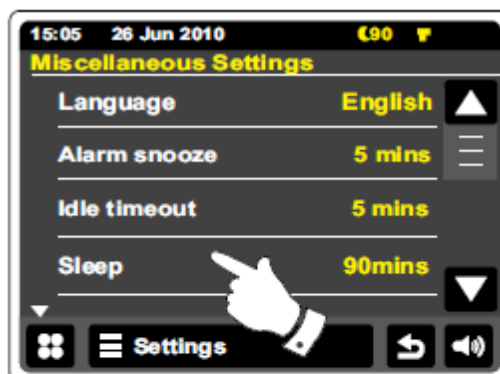 15:05 26 Jun 2010 90
Miscellaneous Settings
Language English
Alarm snooze 5 mins
Idle timeout 5 mins
Sleep 90mins
Settings